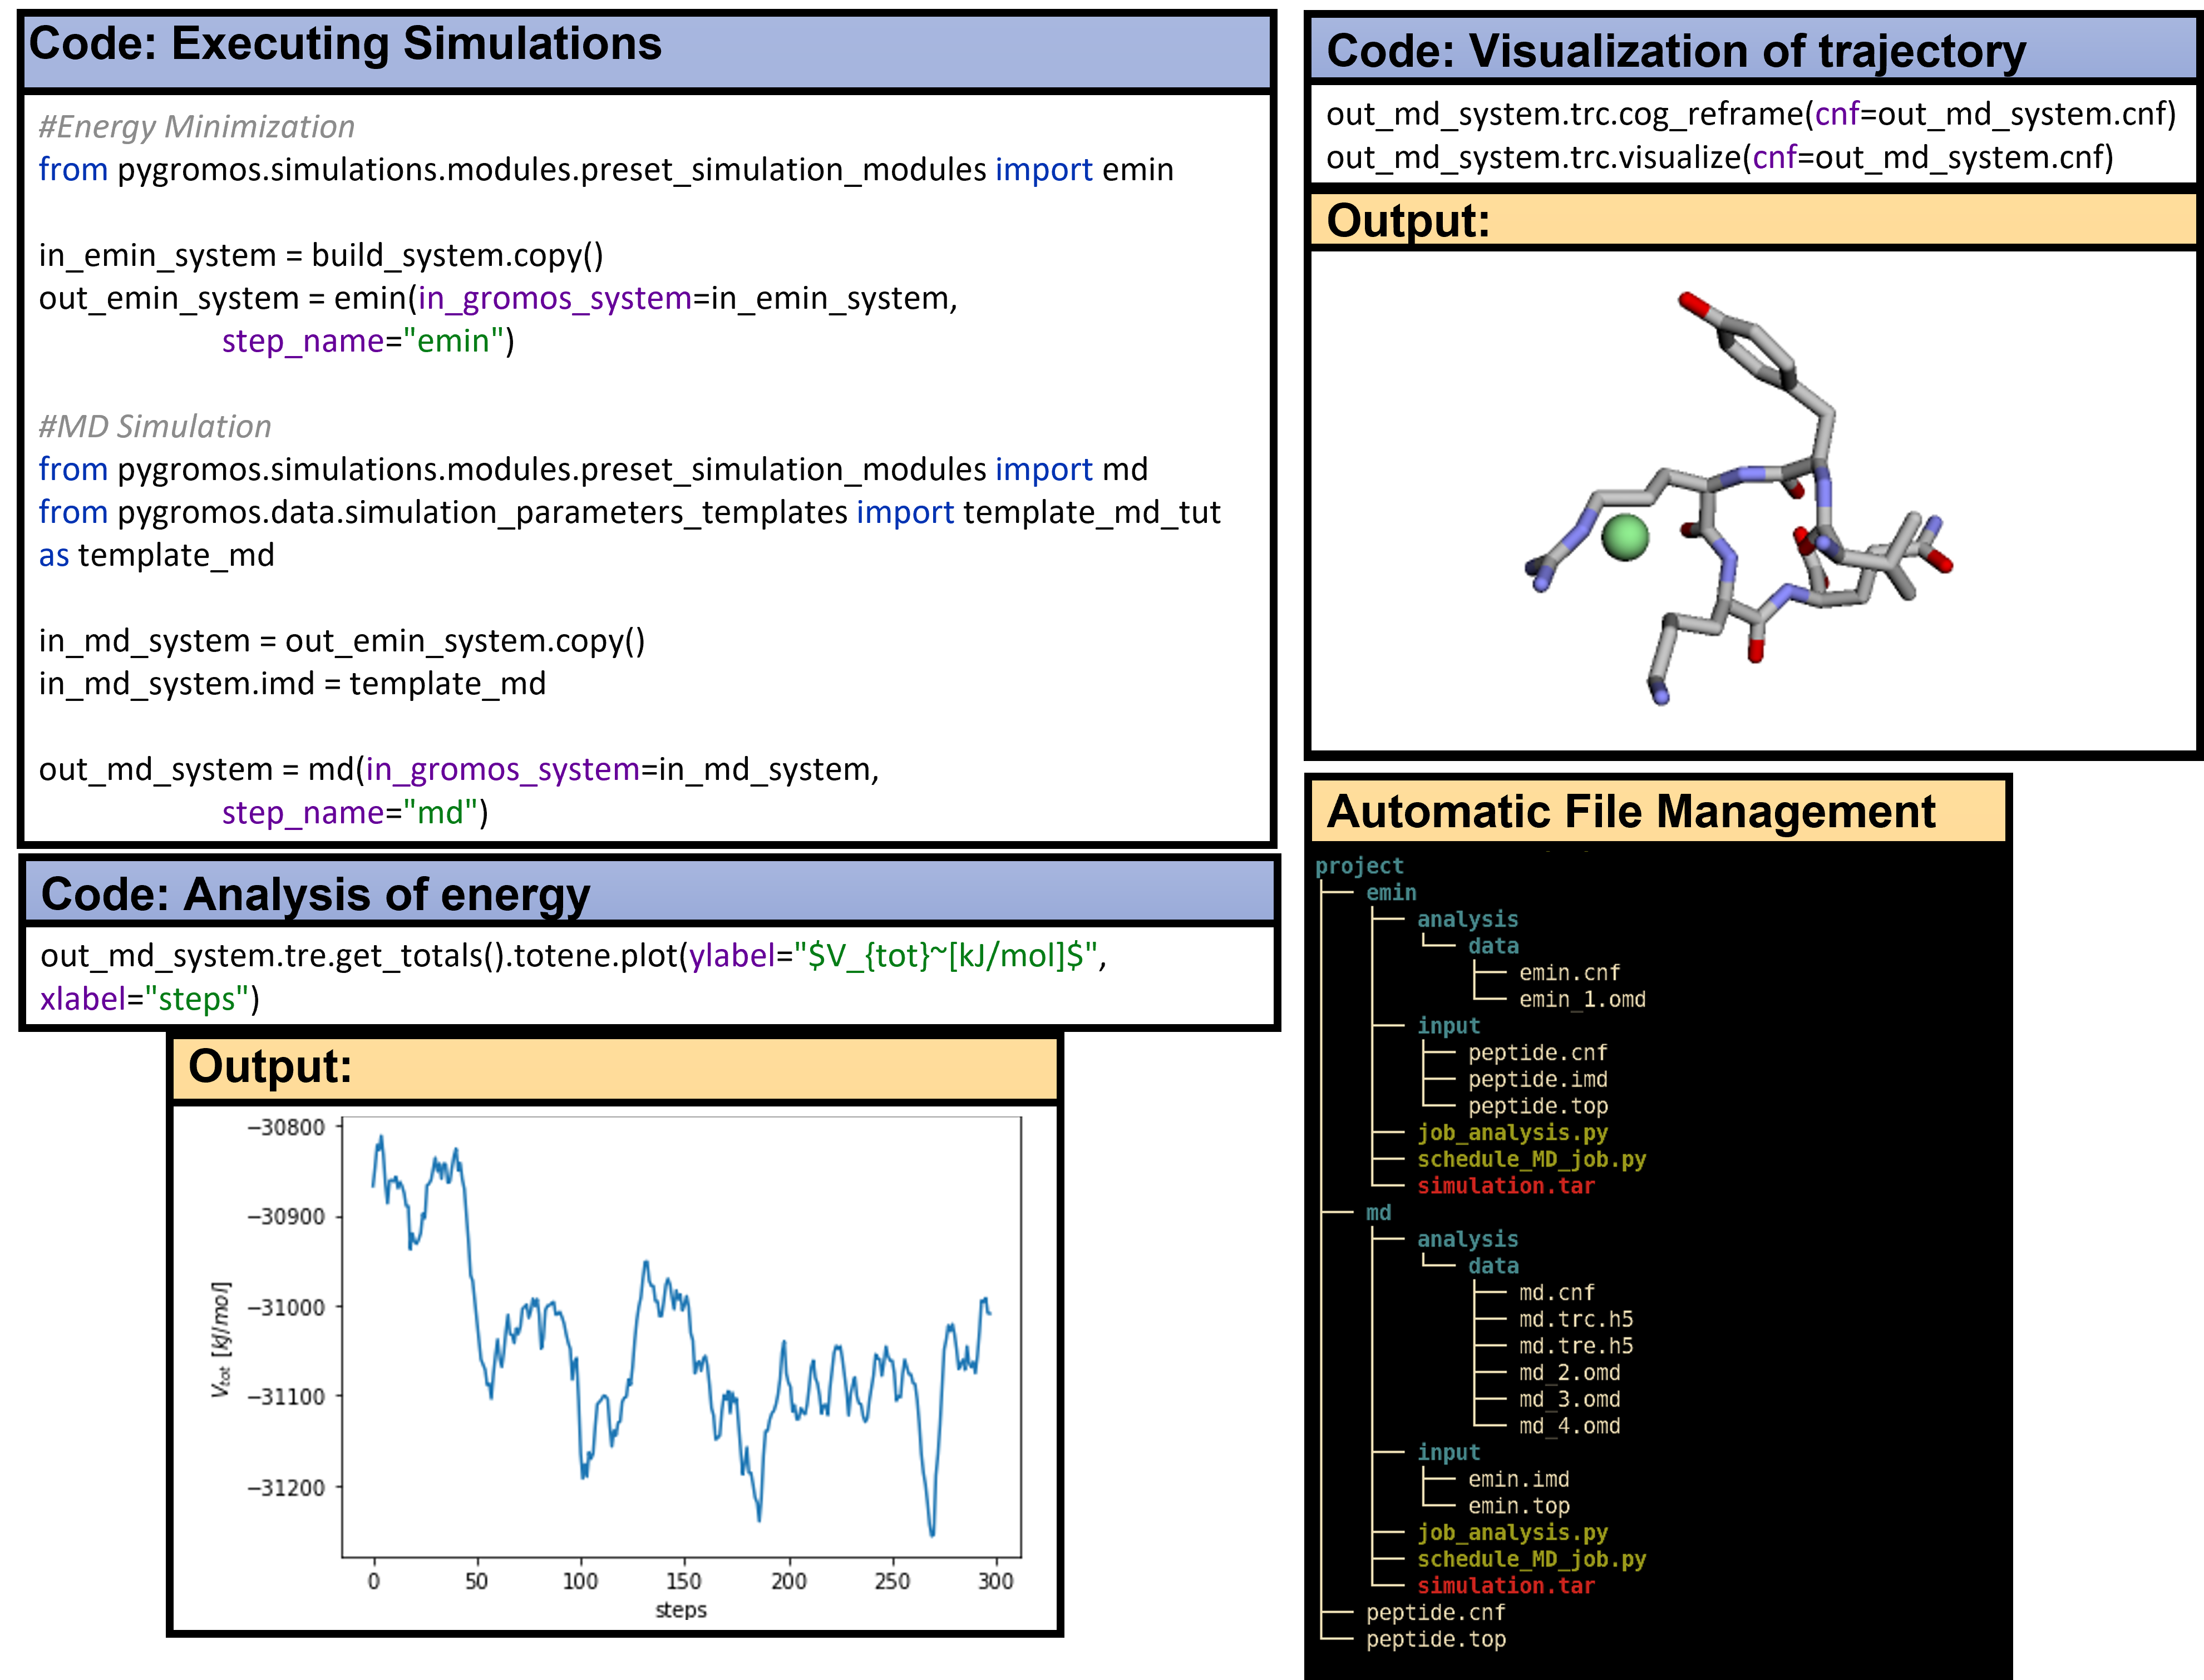 Code: Executing Simulations
#Energy Minimization
from pygromos.simulations.modules.preset_simulation_modules import emin
in_emin_system = build_system.copy()
out_emin_system = emin(in_gromos_system=in_emin_system,
step_name="emin")
#MD Simulation
from pygromos.simulations.modules.preset_simulation_modules import md
from pygromos.data.simulation_parameters_templates import template_md_tut
as template_md
in_md_system = out_emin_system.copy()
in_md_system.imd = template_md
out_md_system = md(in_gromos_system=in_md_system,
step_name="md")
Code: Analysis of energy
out_md_system.tre.get_totals().totene.plot(ylabel="$V_{tot}~[kJ/mol]$",
xlabel="steps")
Output:
−30800
−30900
−31000
−31100
−31200
V_tot [kJ/mol]
0 50 100 150 200 250 300
steps
Code: Visualization of trajectory
out_md_system.trc.cog_reframe(cnf=out_md_system.cnf)
out_md_system.trc.visualize(cnf=out_md_system.cnf)
Output:
Automatic File Management
project
emin
analysis
data
emin.cnf
emin_1.omd
input
peptide.cnf
peptide.imd
peptide.top
job_analysis.py
schedule_MD_job.py
simulation.tar
md
analysis
data
md.cnf
md.trc.h5
md.tre.h5
md_2.omd
md_3.omd
md_4.omd
input
emin.imd
emin.top
job_analysis.py
schedule_MD_job.py
simulation.tar
peptide.cnf
peptide.top